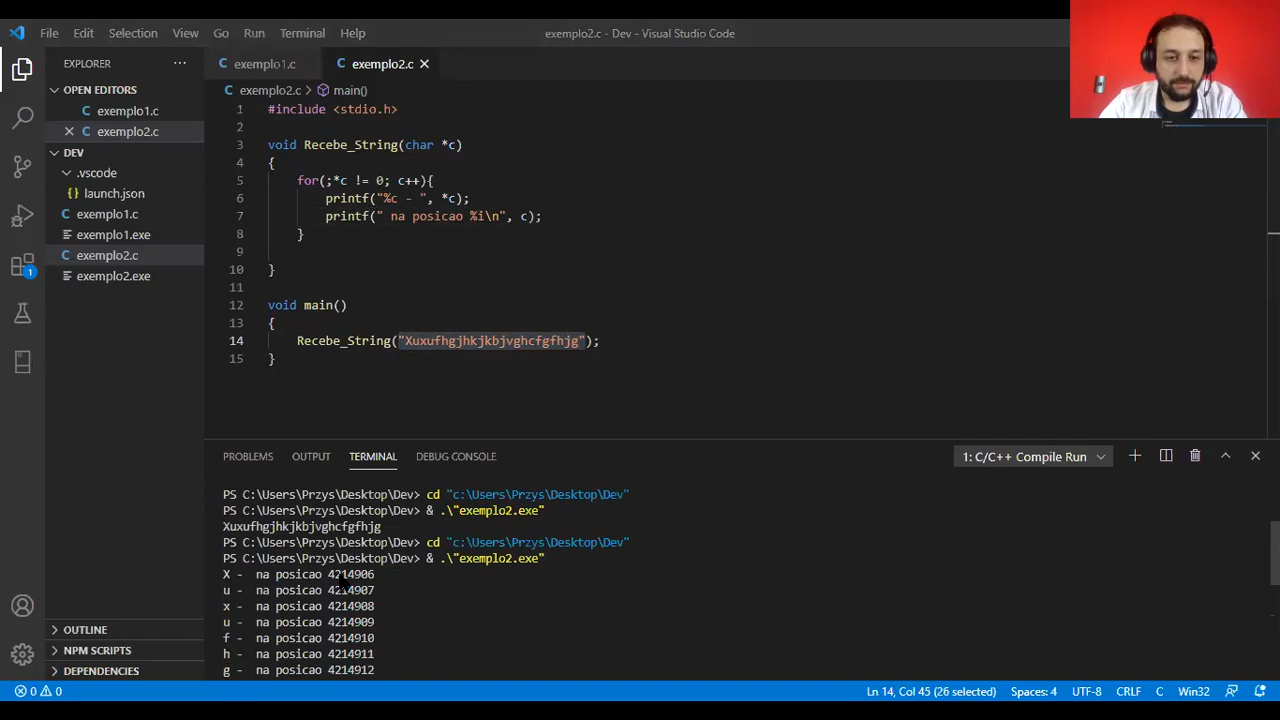 File Edit Selection View Go Run Terminal Help exemplo2.c - Dev - Visual Studio Code
EXPLORER ...
exemplo1.c exemplo2.c
OPEN EDITORS
exemplo1.c
exemplo2.c
DEV
.vscode
{} launch.json
C exemplo1.c
exemplo1.exe
C exemplo2.c
exemplo2.exe
OUTLINE
NPM SCRIPTS
DEPENDENCIES
1
C exemplo2.c > main()
1 #include <stdio.h>
2
3 void Recebe_String(char *c)
4 {
5 for(;*c != 0; c++){
6 printf("%c - ", *c);
7 printf(" na posicao %i\n", c);
8 }
9
10 }
11
12 void main()
13 {
14 Recebe_String("Xuxufhgjhkjkbjvghcfgfhjg");
15 }
PROBLEMS OUTPUT TERMINAL DEBUG CONSOLE 1: C/C++ Compile Run
PS C:\Users\Przys\Desktop\Dev> cd "c:\Users\Przys\Desktop\Dev"
PS C:\Users\Przys\Desktop\Dev> & .\"exemplo2.exe"
Xuxufhgjhkjkbjvghcfgfhjg
PS C:\Users\Przys\Desktop\Dev> cd "c:\Users\Przys\Desktop\Dev"
PS C:\Users\Przys\Desktop\Dev> & .\"exemplo2.exe"
X - na posicao 4214906
u - na posicao 4214907
x - na posicao 4214908
u - na posicao 4214909
f - na posicao 4214910
h - na posicao 4214911
g - na posicao 4214912
0 0 Ln 14, Col 45 (26 selected) Spaces: 4 UTF-8 CRLF C Win32